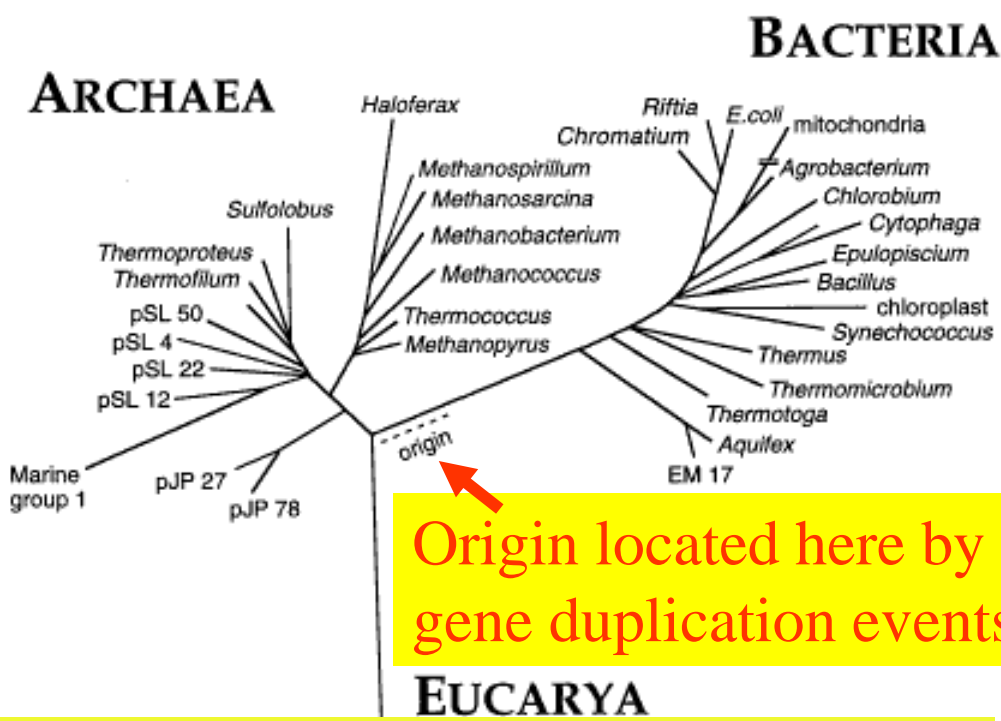 BACTERIA
ARCHAEA
Haloferax
Riftia
E.coli
mitochondria
Chromatium
Methanospirillum
Agrobacterium
Methanosarcina
Chlorobium
Sulfolobus
Cytophaga
Methanobacterium
Thermoproteus
Epulopiscium
Thermofilum
Methanococcus
Bacillus
pSL 50
Thermococcus
chloroplast
pSL 4
Methanopyrus
Synechococcus
pSL 22
Thermus
pSL 12
Thermomicrobium
Thermotoga
origin
Aquifex
Marine
group 1
pJP 27
EM 17
pJP 78
Origin located here by
gene duplication events
EUCARYA